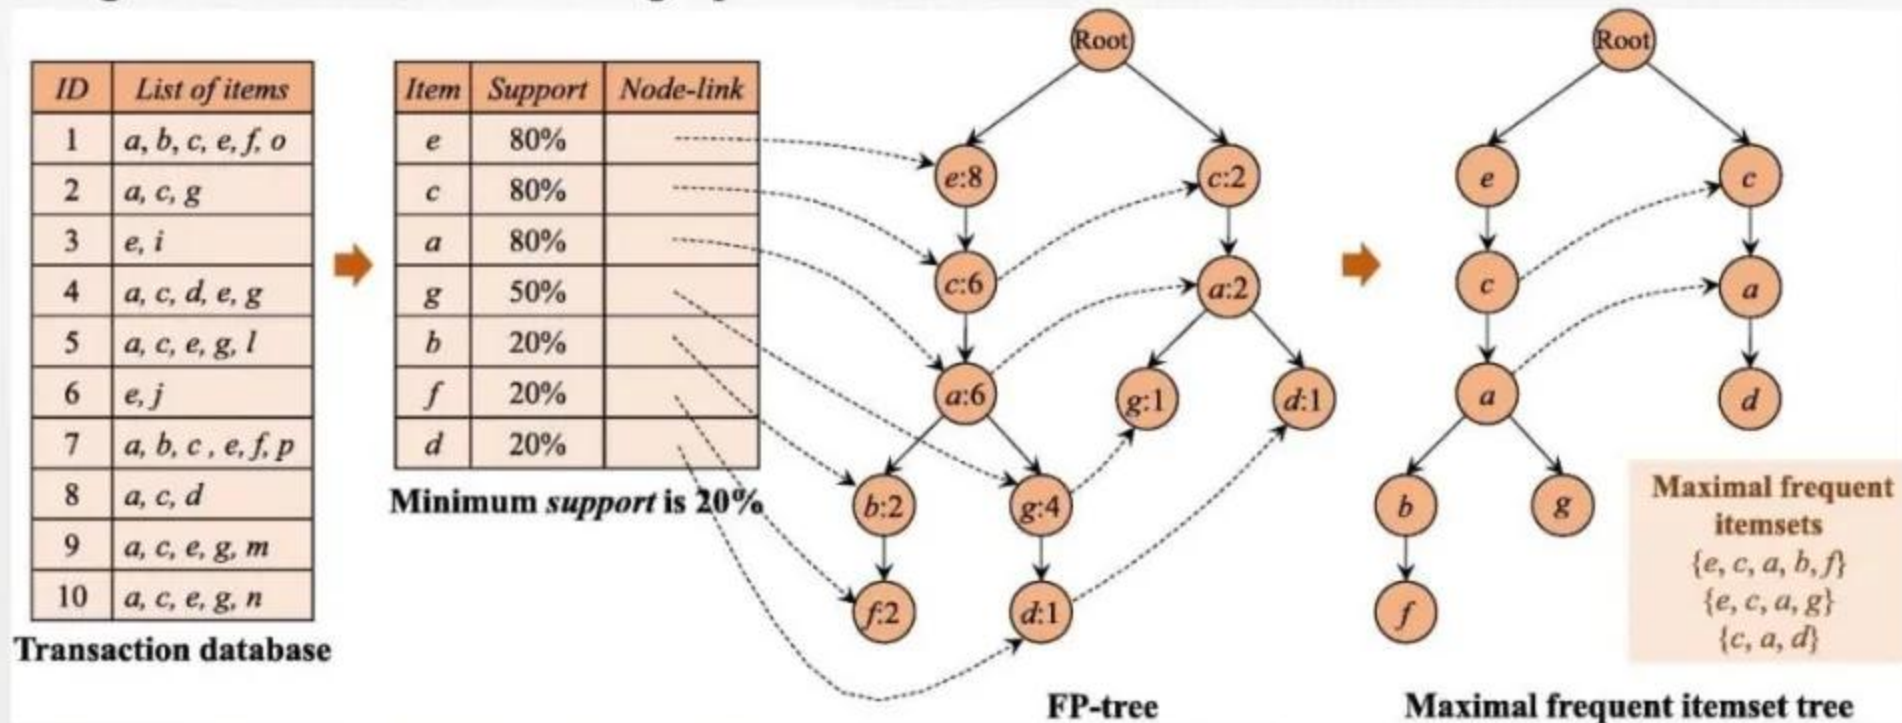 ID List of items
1 a, b, c, e, f, o
2 a, c, g
3 e, i
4 a, c, d, e, g
5 a, c, e, g, l
6 e, j
7 a, b, c , e, f, p
8 a, c, d
9 a, c, e, g, m
10 a, c, e, g, n
Transaction database
Item Support Node-link
e 80%
c 80%
a 80%
g 50%
b 20%
f 20%
d 20%
Minimum support is 20%
Root
e:8
c:2
c:6
a:2
a:6
g:1
d:1
b:2
g:4
f:2
d:1
FP-tree
Root
e
c
c
a
a
d
b
g
f
Maximal frequent
itemsets
{e, c, a, b, f}
{e, c, a, g}
{c, a, d}
Maximal frequent itemset tree